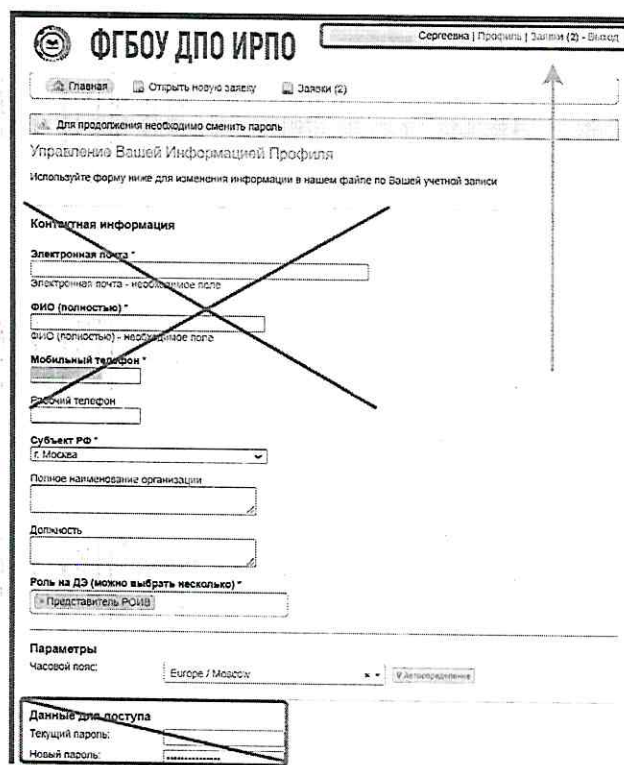 ФГБОУ ДПО ИРПО
Сергеевна | Профиль | Заявки (2) - Выход
Главная Открыть новую заявку Заявки (2)
Для продолжения необходимо сменить пароль
Управление Вашей Информацией Профиля
Используйте форму ниже для изменения информации в нашем файле по Вашей учетной записи
Контактная информация
Электронная почта *
Электронная почта - необходимое поле
ФИО (полностью) *
ФИО (полностью) - необходимое поле
Мобильный телефон *
Рабочий телефон
Субъект РФ *
г. Москва
Полное наименование организации
Должность
Роль на ДЭ (можно выбрать несколько) *
× Представитель РОИВ
Параметры
Часовой пояс:
Europe / Moscow
Автоопределение
Данные для доступа
Текущий пароль:
Новый пароль: